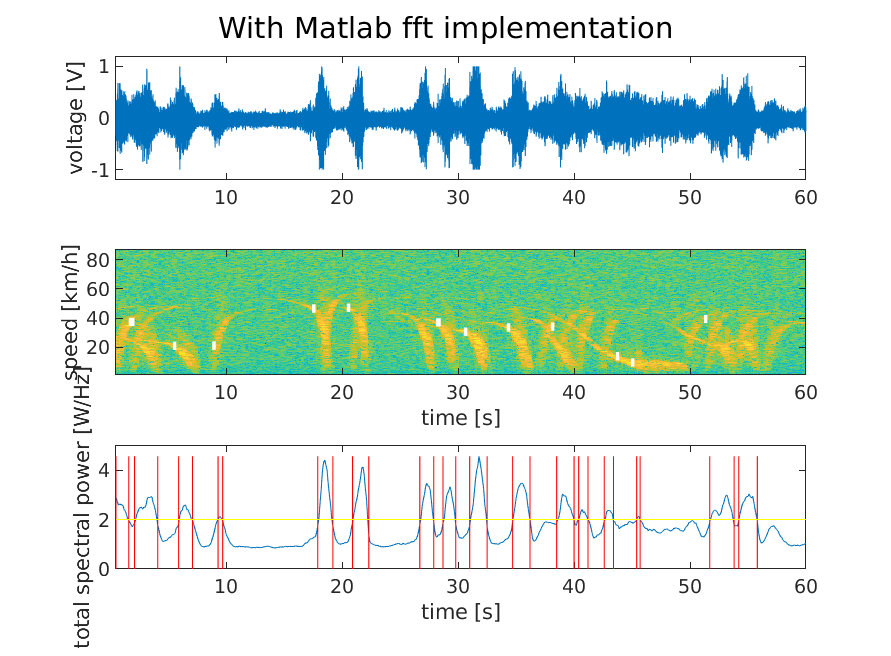 With Matlab fft implementation
voltage [V]
1
0
-1
10 20 30 40 50 60
speed [km/h]
80
60
40
20
10 20 30 40 50 60
time [s]
total spectral power [W/Hz]
4
2
0
10 20 30 40 50 60
time [s]